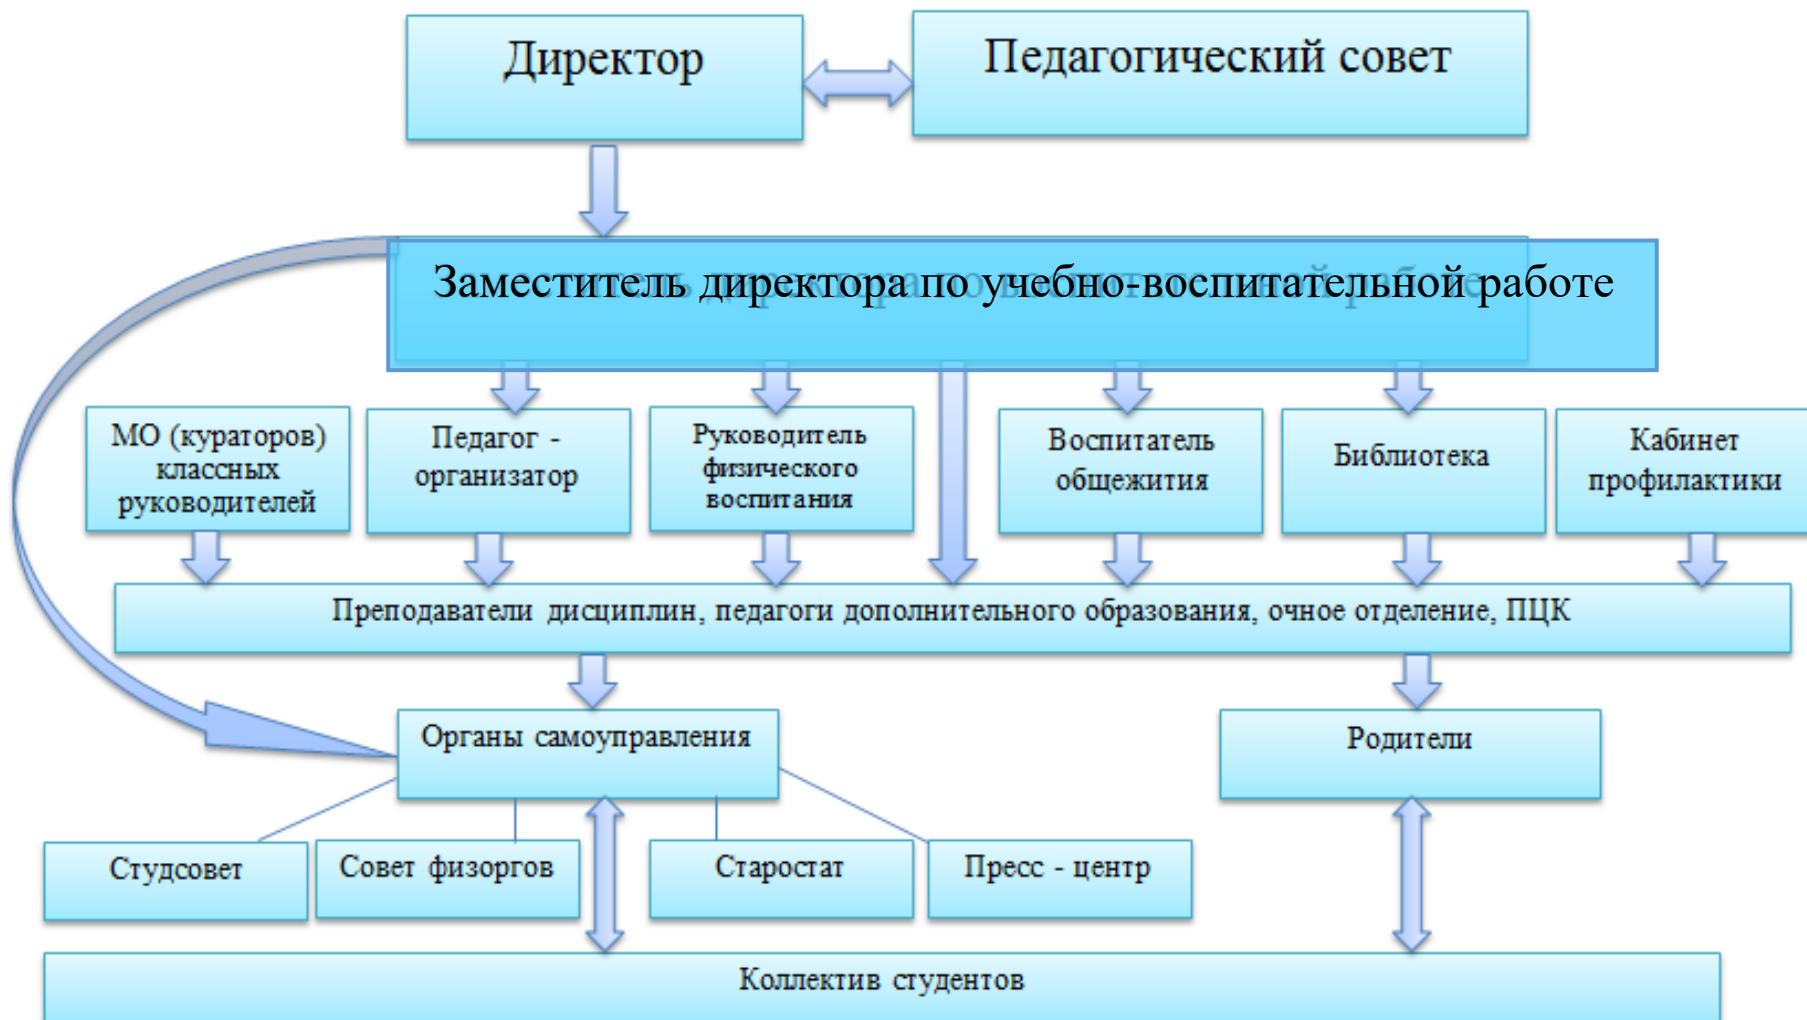 Директор
Педагогический совет
Заместитель директора по учебно-воспитательной работе
МО (кураторов)
классных
руководителей
Педагог -
организатор
Руководитель
физического
воспитания
Воспитатель
общежития
Библиотека
Кабинет
профилактики
Преподаватели дисциплин, педагоги дополнительного образования, очное отделение, ПЦК
Органы самоуправления
Родители
Студсовет
Совет физоргов
Старостат
Пресс - центр
Коллектив студентов